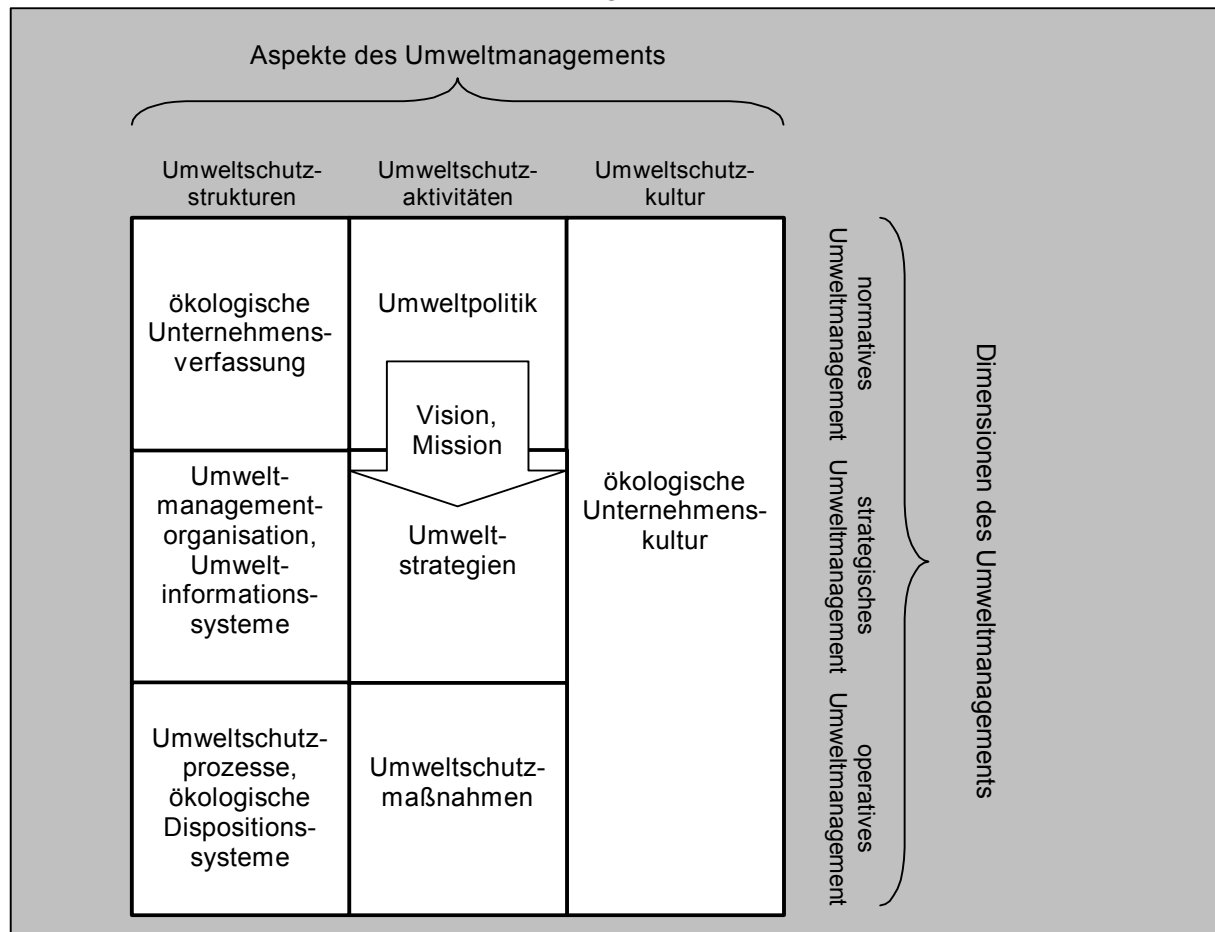 Aspekte des Umweltmanagements
Umweltschutz-
strukturen
Umweltschutz-
aktivitäten
Umweltschutz-
kultur
ökologische
Unternehmens-
verfassung
Umweltpolitik
Vision,
Mission
Umwelt-
management-
organisation,
Umwelt-
informations-
systeme
Umwelt-
strategien
ökologische
Unternehmens-
kultur
Umweltschutz-
prozesse,
ökologische
Dispositions-
systeme
Umweltschutz-
maßnahmen
normatives
Umweltmanagement
strategisches
Umweltmanagement
operatives
Umweltmanagement
Dimensionen des Umweltmanagements